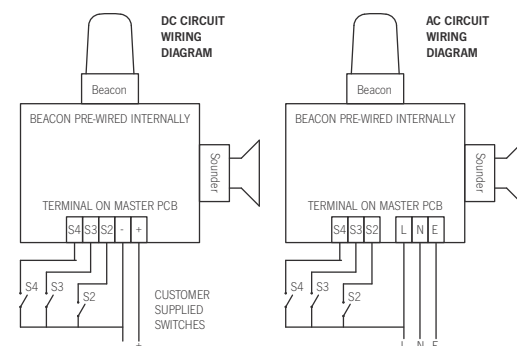 DC CIRCUIT
WIRING
DIAGRAM
Beacon
BEACON PRE-WIRED INTERNALLY
Sounder
TERMINAL ON MASTER PCB
S4 S3 S2 - +
S4 S3 S2
CUSTOMER
SUPPLIED
SWITCHES
- +
AC CIRCUIT
WIRING
DIAGRAM
Beacon
BEACON PRE-WIRED INTERNALLY
Sounder
TERMINAL ON MASTER PCB
S4 S3 S2 L N E
S4 S3 S2
L N E